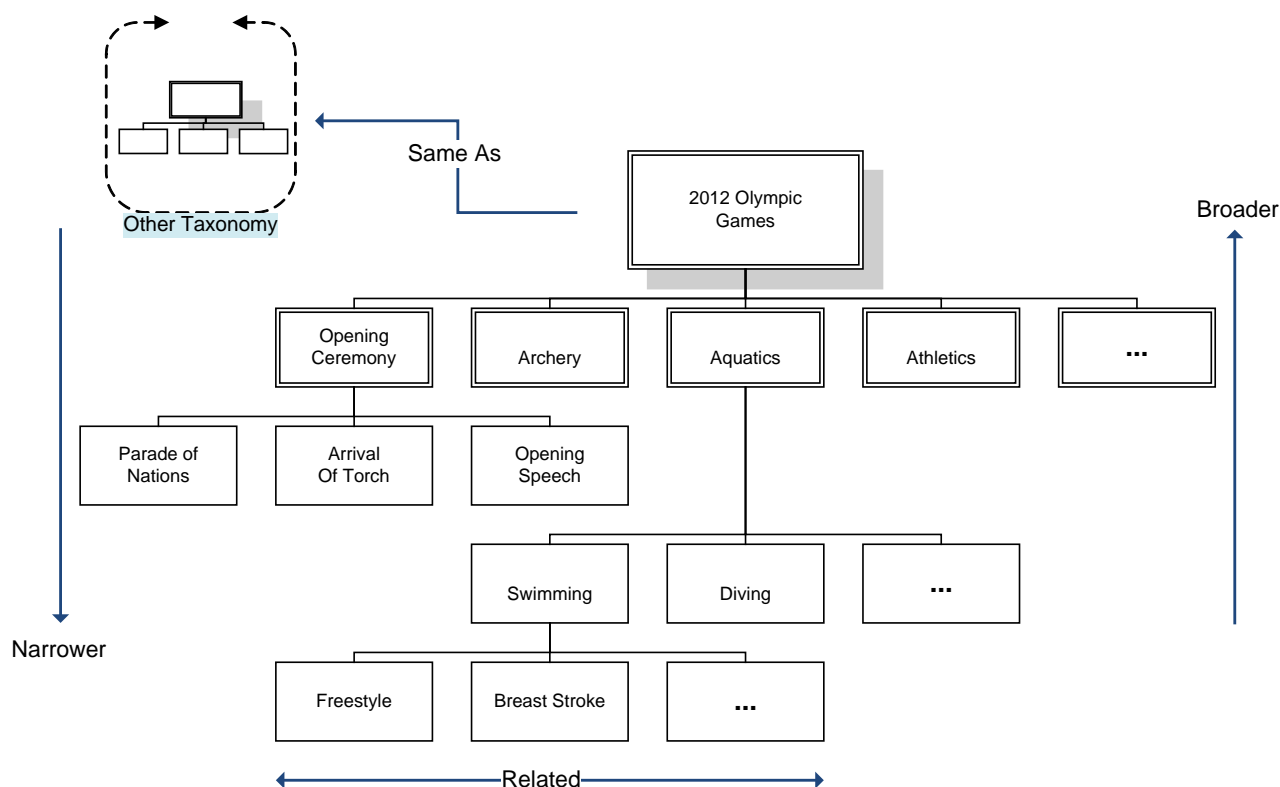 Same As
Other Taxonomy
2012 Olympic
Games
Broader
Opening
Ceremony
Archery
Aquatics
Athletics
...
Parade of
Nations
Arrival
Of Torch
Opening
Speech
Swimming
Diving
...
Narrower
Freestyle
Breast Stroke
...
Related